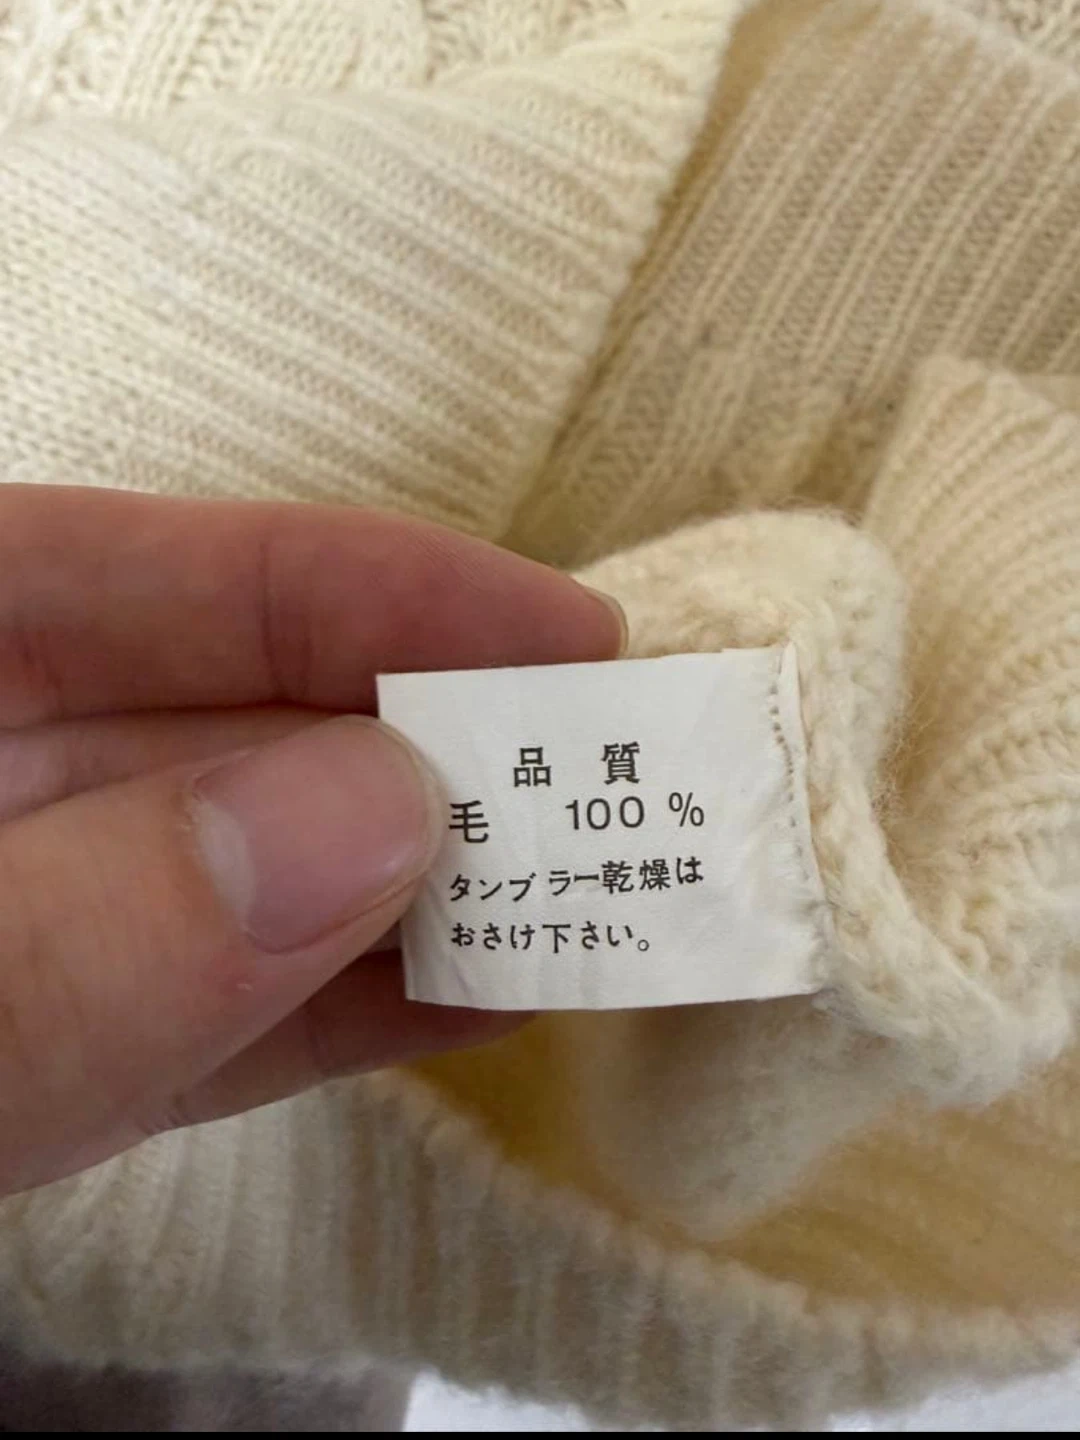 品 質
毛 100 %
タンブラー乾燥は
おさけ下さい。